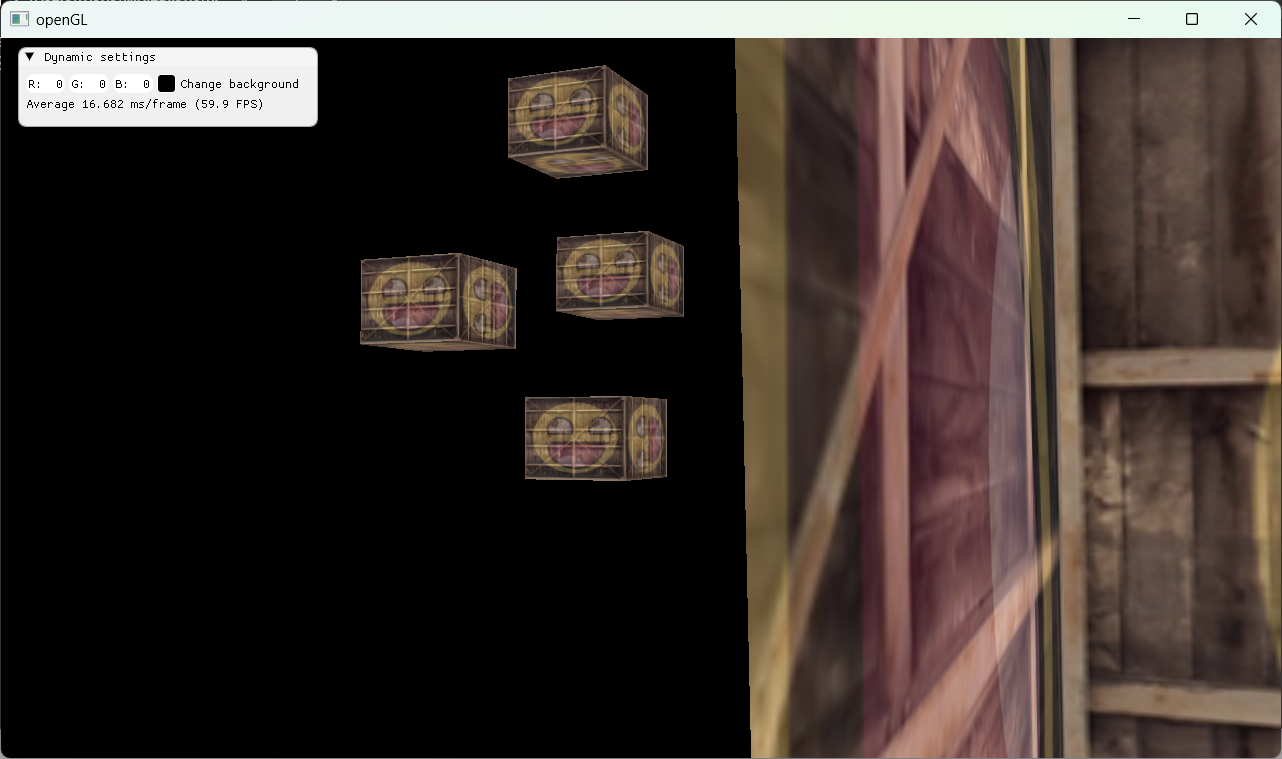 openGL
▼ Dynamic settings
R: 0 G: 0 B: 0 Change background
Average 16.682 ms/frame (59.9 FPS)